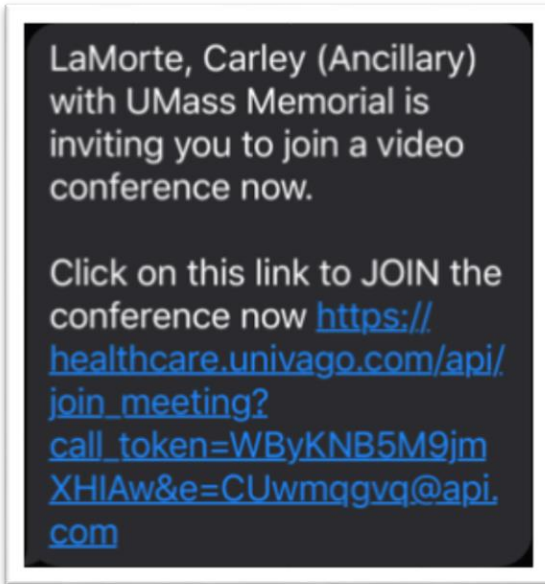 LaMorte, Carley (Ancillary)
with UMass Memorial is
inviting you to join a video
conference now.
Click on this link to JOIN the
conference now https://
healthcare.univago.com/api/
join_meeting?
call_token=WByKNB5M9jm
XHIAw&e=CUwmqgvq@api.
com